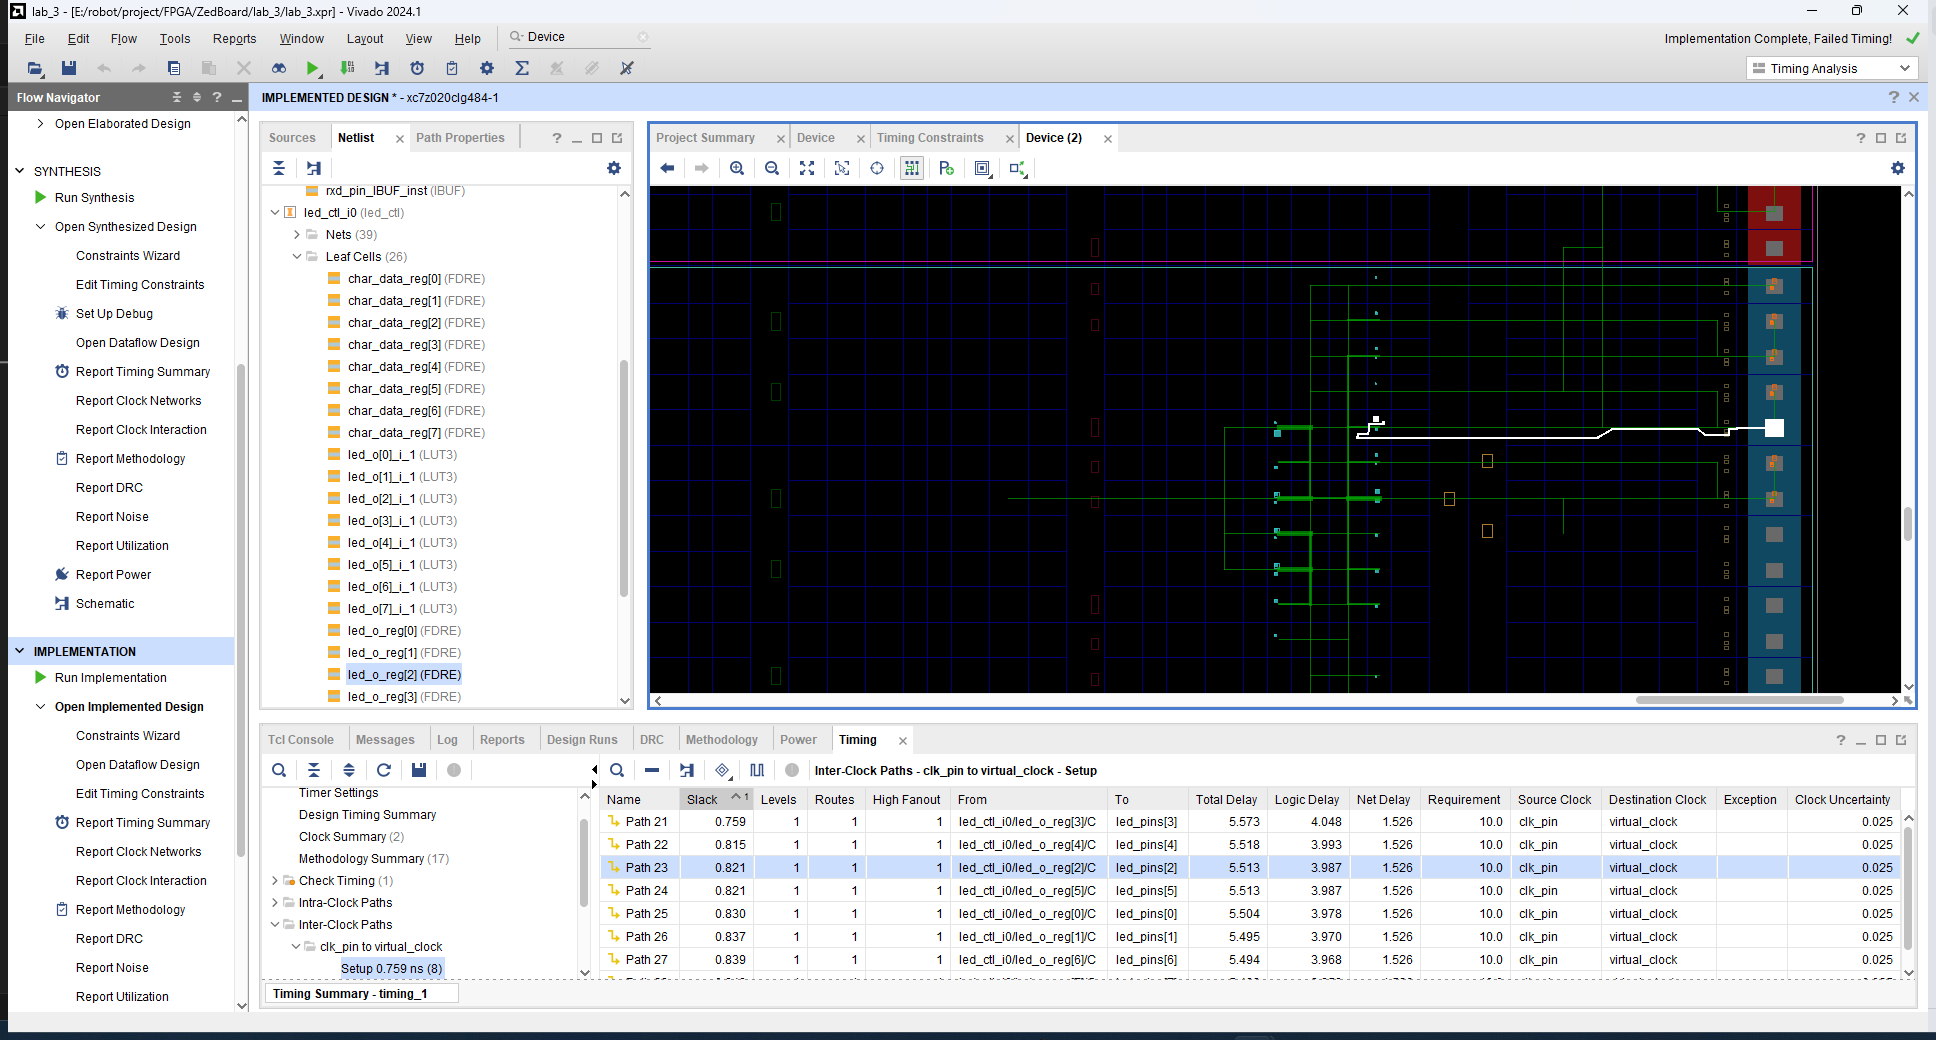 lab_3 - [E:/robot/project/FPGA/ZedBoard/lab_3/lab_3.xpr] - Vivado 2024.1
File Edit Flow Tools Reports Window Layout View Help Device
Implementation Complete, Failed Timing!
Timing Analysis
Flow Navigator
IMPLEMENTED DESIGN * - xc7z020clg484-1
Open Elaborated Design
SYNTHESIS
Run Synthesis
Open Synthesized Design
Constraints Wizard
Edit Timing Constraints
Set Up Debug
Open Dataflow Design
Report Timing Summary
Report Clock Networks
Report Clock Interaction
Report Methodology
Report DRC
Report Noise
Report Utilization
Report Power
Schematic
IMPLEMENTATION
Run Implementation
Open Implemented Design
Constraints Wizard
Open Dataflow Design
Edit Timing Constraints
Report Timing Summary
Report Clock Networks
Report Clock Interaction
Report Methodology
Report DRC
Report Noise
Report Utilization
Sources Netlist Path Properties
rxd_pin_IBUF_inst (IBUF)
led_ctl_i0 (led_ctl)
Nets (39)
Leaf Cells (26)
char_data_reg[0] (FDRE)
char_data_reg[1] (FDRE)
char_data_reg[2] (FDRE)
char_data_reg[3] (FDRE)
char_data_reg[4] (FDRE)
char_data_reg[5] (FDRE)
char_data_reg[6] (FDRE)
char_data_reg[7] (FDRE)
led_o[0]_i_1 (LUT3)
led_o[1]_i_1 (LUT3)
led_o[2]_i_1 (LUT3)
led_o[3]_i_1 (LUT3)
led_o[4]_i_1 (LUT3)
led_o[5]_i_1 (LUT3)
led_o[6]_i_1 (LUT3)
led_o[7]_i_1 (LUT3)
led_o_reg[0] (FDRE)
led_o_reg[1] (FDRE)
led_o_reg[2] (FDRE)
led_o_reg[3] (FDRE)
Project Summary Device Timing Constraints Device (2)
Tcl Console Messages Log Reports Design Runs DRC Methodology Power Timing
Inter-Clock Paths - clk_pin to virtual_clock - Setup
Timer Settings
Design Timing Summary
Clock Summary (2)
Methodology Summary (17)
Check Timing (1)
Intra-Clock Paths
Inter-Clock Paths
clk_pin to virtual_clock
Setup 0.759 ns (8)
Name Slack 1 Levels Routes High Fanout From To Total Delay Logic Delay Net Delay Requirement Source Clock Destination Clock Exception Clock Uncertainty
Path 21 0.759 1 1 1 led_ctl_i0/led_o_reg[3]/C led_pins[3] 5.573 4.048 1.526 10.0 clk_pin virtual_clock 0.025
Path 22 0.815 1 1 1 led_ctl_i0/led_o_reg[4]/C led_pins[4] 5.518 3.993 1.526 10.0 clk_pin virtual_clock 0.025
Path 23 0.821 1 1 1 led_ctl_i0/led_o_reg[2]/C led_pins[2] 5.513 3.987 1.526 10.0 clk_pin virtual_clock 0.025
Path 24 0.821 1 1 1 led_ctl_i0/led_o_reg[5]/C led_pins[5] 5.513 3.987 1.526 10.0 clk_pin virtual_clock 0.025
Path 25 0.830 1 1 1 led_ctl_i0/led_o_reg[0]/C led_pins[0] 5.504 3.978 1.526 10.0 clk_pin virtual_clock 0.025
Path 26 0.837 1 1 1 led_ctl_i0/led_o_reg[1]/C led_pins[1] 5.495 3.970 1.526 10.0 clk_pin virtual_clock 0.025
Path 27 0.839 1 1 1 led_ctl_i0/led_o_reg[6]/C led_pins[6] 5.494 3.968 1.526 10.0 clk_pin virtual_clock 0.025
Timing Summary - timing_1